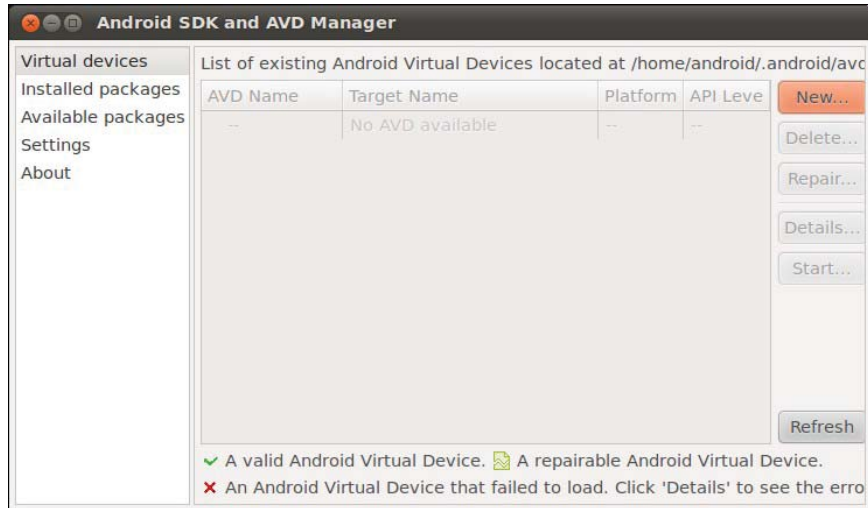 Android SDK and AVD Manager
Virtual devices
Installed packages
Available packages
Settings
About
List of existing Android Virtual Devices located at /home/android/.android/avd
AVD Name Target Name Platform API Leve
-- No AVD available -- --
New...
Delete...
Repair...
Details...
Start...
Refresh
A valid Android Virtual Device. A repairable Android Virtual Device.
An Android Virtual Device that failed to load. Click 'Details' to see the erro